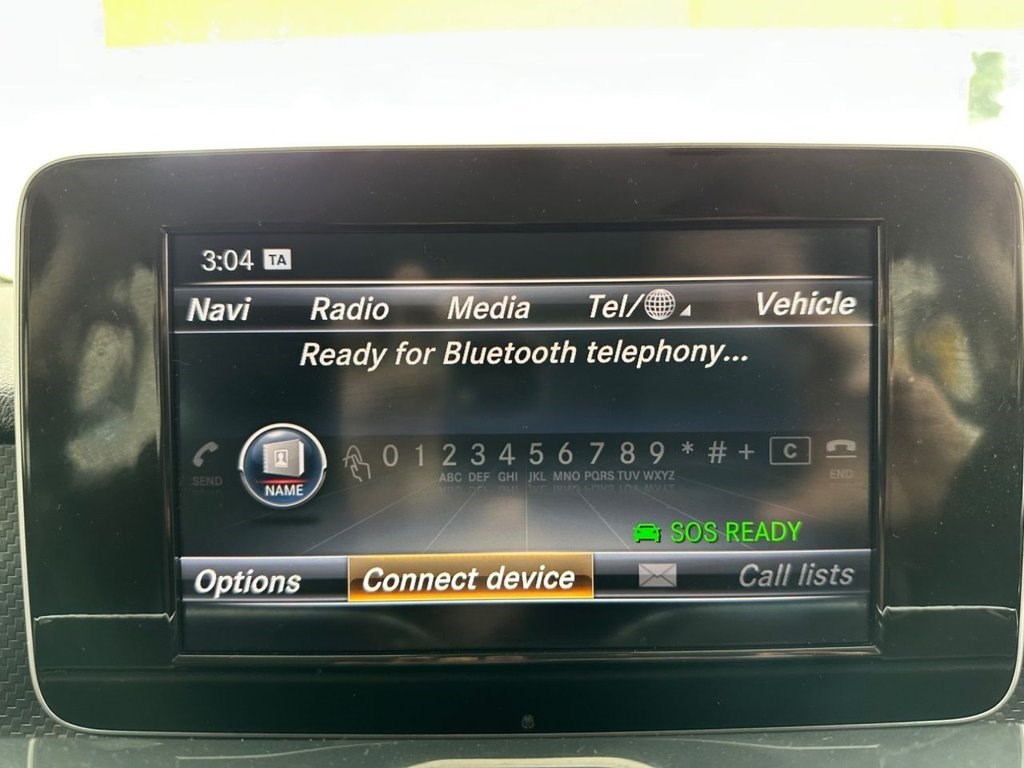 3:04 TA
Navi Radio Media Tel/ Vehicle
Ready for Bluetooth telephony...
SEND NAME 0 1 2 3 4 5 6 7 8 9 * # + C END
ABC DEF GHI JKL MNO PQRS TUV WXYZ
SOS READY
Options Connect device Call lists